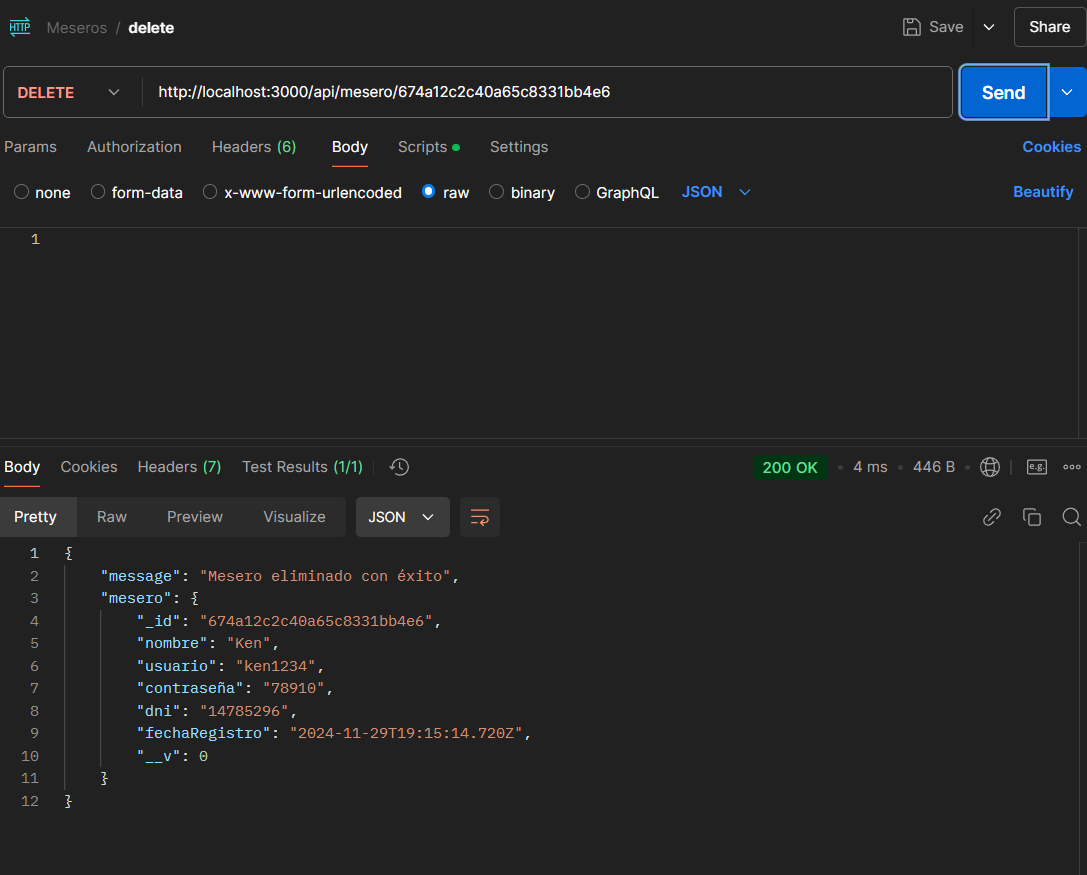 HTTP Meseros / delete Save Share
DELETE http://localhost:3000/api/mesero/674a12c2c40a65c8331bb4e6 Send
Params Authorization Headers (6) Body Scripts Settings Cookies
none form-data x-www-form-urlencoded raw binary GraphQL JSON Beautify
1
Body Cookies Headers (7) Test Results (1/1) 200 OK 4 ms 446 B e.g.
Pretty Raw Preview Visualize JSON
1 {
2 "message": "Mesero eliminado con éxito",
3 "mesero": {
4 "_id": "674a12c2c40a65c8331bb4e6",
5 "nombre": "Ken",
6 "usuario": "ken1234",
7 "contraseña": "78910",
8 "dni": "14785296",
9 "fechaRegistro": "2024-11-29T19:15:14.720Z",
10 "__v": 0
11 }
12 }